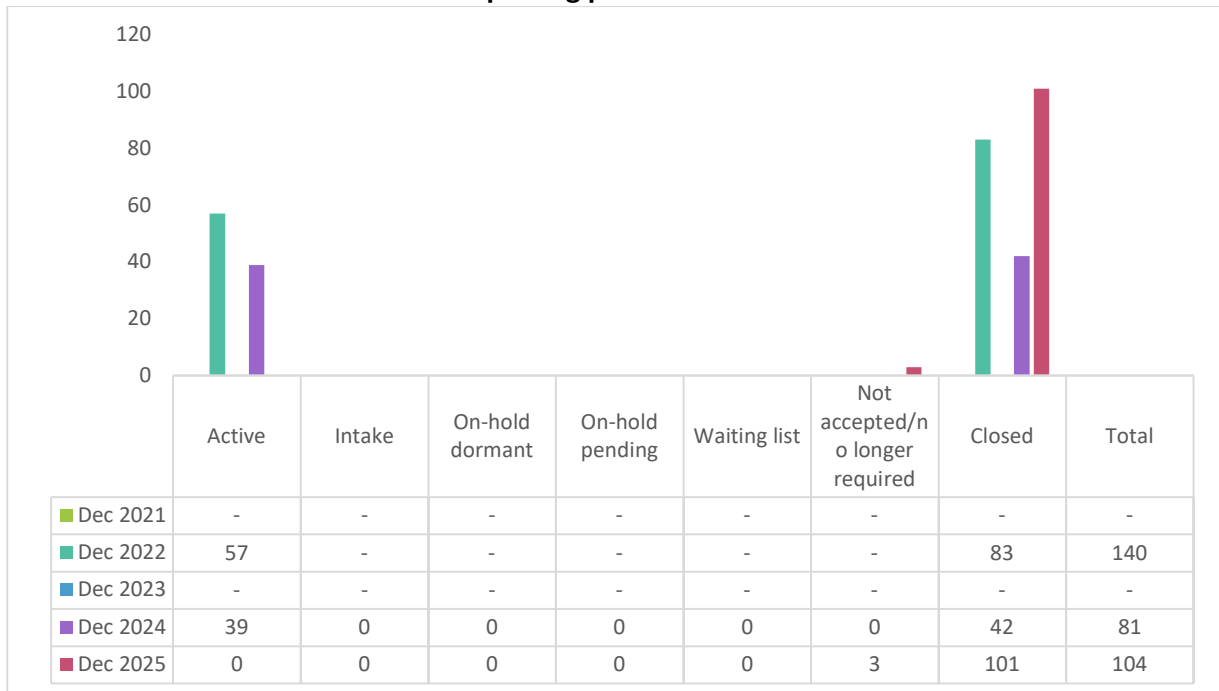 120
100
80
60
40
20
0
Active
Intake
On-hold
dormant
On-hold
pending
Waiting list
Not
accepted/n
o longer
required
Closed
Total
Dec 2021 - - - - - - - -
Dec 2022 57 - - - - - 83 140
Dec 2023 - - - - - - - -
Dec 2024 39 0 0 0 0 0 42 81
Dec 2025 0 0 0 0 0 3 101 104